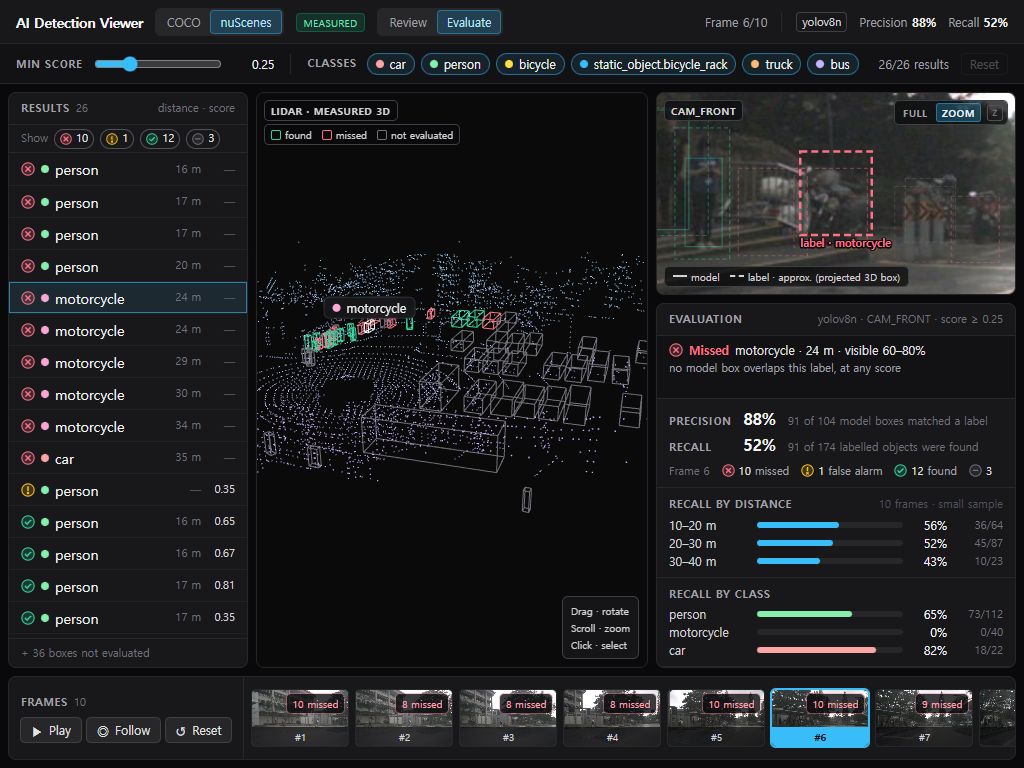 AI Detection Viewer COCO nuScenes MEASURED Review Evaluate Frame 6/10 yolov8n Precision 88% Recall 52%
MIN SCORE 0.25 CLASSES car person bicycle static_object.bicycle_rack truck bus 26/26 results Reset
RESULTS 26 distance · score
Show 10 1 12 3
person 16 m —
person 17 m —
person 17 m —
person 20 m —
motorcycle 24 m —
motorcycle 24 m —
motorcycle 29 m —
motorcycle 30 m —
motorcycle 34 m —
car 35 m —
person — 0.35
person 16 m 0.65
person 16 m 0.67
person 17 m 0.81
person 17 m 0.35
+ 36 boxes not evaluated
LIDAR · MEASURED 3D
found missed not evaluated
motorcycle
Drag · rotate
Scroll · zoom
Click · select
CAM_FRONT FULL ZOOM Z
label · motorcycle
model label · approx. (projected 3D box)
EVALUATION yolov8n · CAM_FRONT · score ≥ 0.25
Missed motorcycle · 24 m · visible 60–80%
no model box overlaps this label, at any score
PRECISION 88% 91 of 104 model boxes matched a label
RECALL 52% 91 of 174 labelled objects were found
Frame 6 10 missed 1 false alarm 12 found 3
RECALL BY DISTANCE 10 frames · small sample
10–20 m 56% 36/64
20–30 m 52% 45/87
30–40 m 43% 10/23
RECALL BY CLASS
person 65% 73/112
motorcycle 0% 0/40
car 82% 18/22
FRAMES 10
Play Follow Reset
10 missed 8 missed 8 missed 8 missed 10 missed 10 missed 9 missed
#1 #2 #3 #4 #5 #6 #7